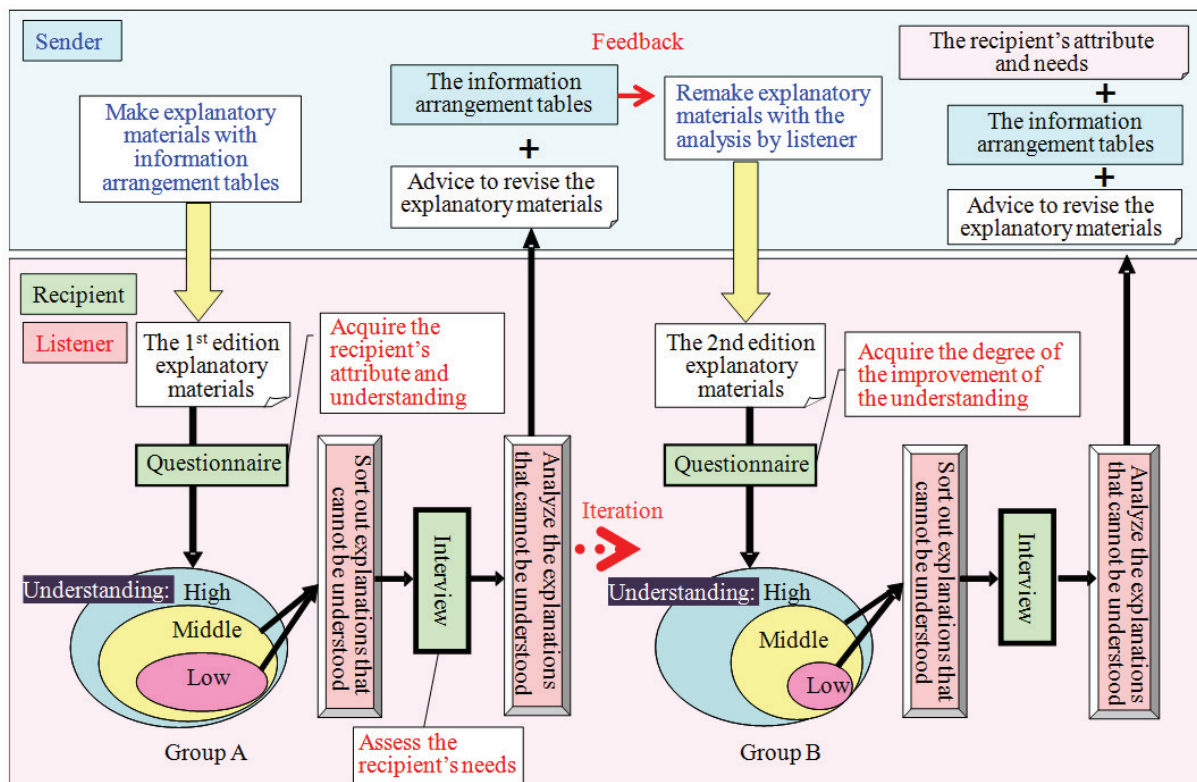 Sender
Make explanatory
materials with
information
arrangement tables
The information
arrangement tables
+
Advice to revise the
explanatory materials
Feedback
Remake explanatory
materials with the
analysis by listener
The recipient’s attribute
and needs
+
The information
arrangement tables
+
Advice to revise the
explanatory materials
Recipient
Listener
The 1st edition
explanatory
materials
Acquire the
recipient’s
attribute and
understanding
Questionnaire
Understanding:
High
Middle
Low
Group A
Sort out explanations that
cannot be understood
Interview
Assess the
recipient’s needs
Analyze the explanations
that cannot be understood
Iteration
The 2nd edition
explanatory
materials
Acquire the degree of
the improvement of
the understanding
Questionnaire
Understanding:
High
Middle
Low
Group B
Sort out explanations that
cannot be understood
Interview
Analyze the explanations
that cannot be understood